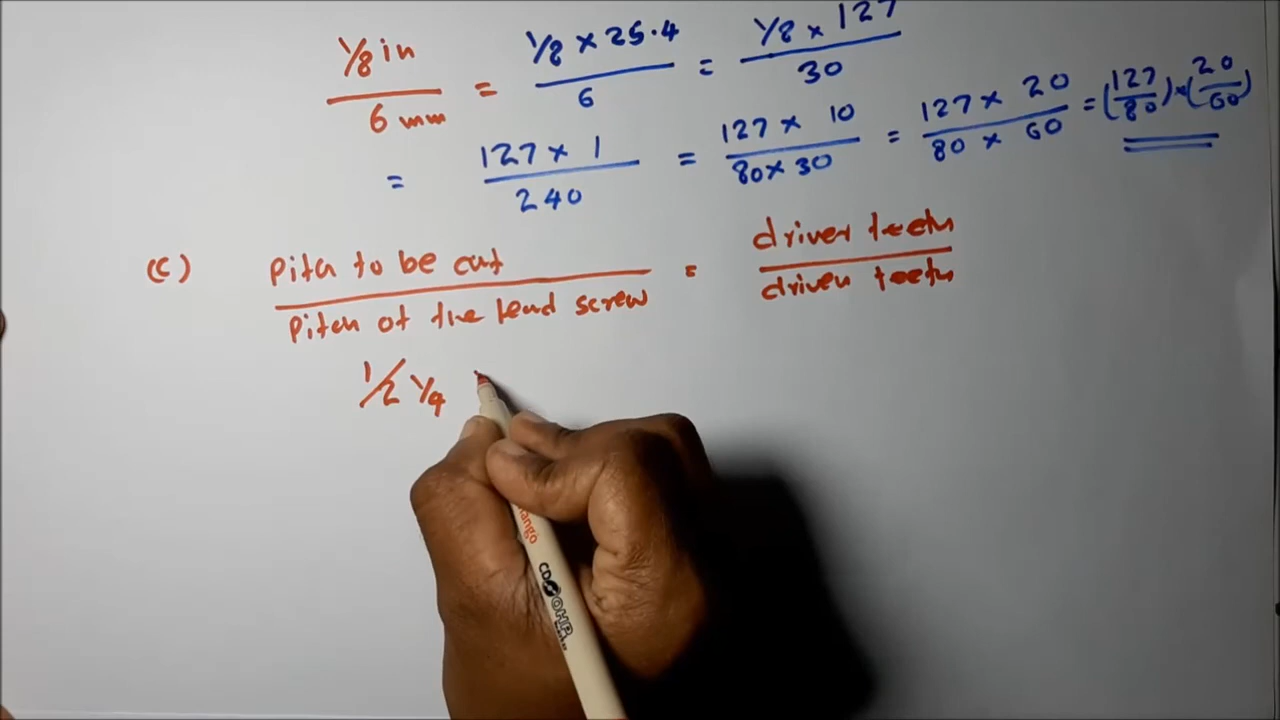 1/8 in / 6 mm = 1/8 × 25.4 / 6 = 1/8 × 127 / 30
= 127 × 1 / 240 = 127 × 10 / 80 × 30 = 127 × 20 / 80 × 60 = (127/80) × (20/60)
(c) pitch to be cut / pitch of the lead screw = driver teeth / driven teeth
1/2 1/4
CD OHP